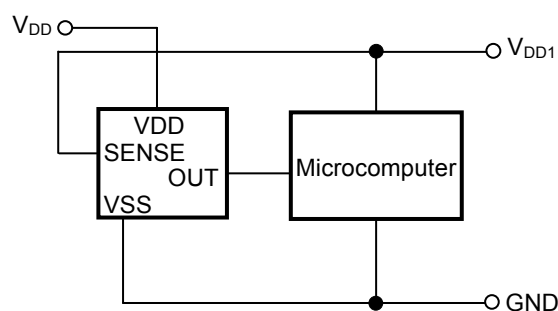 VDD
VDD1
VDD
SENSE
OUT
VSS
Microcomputer
GND